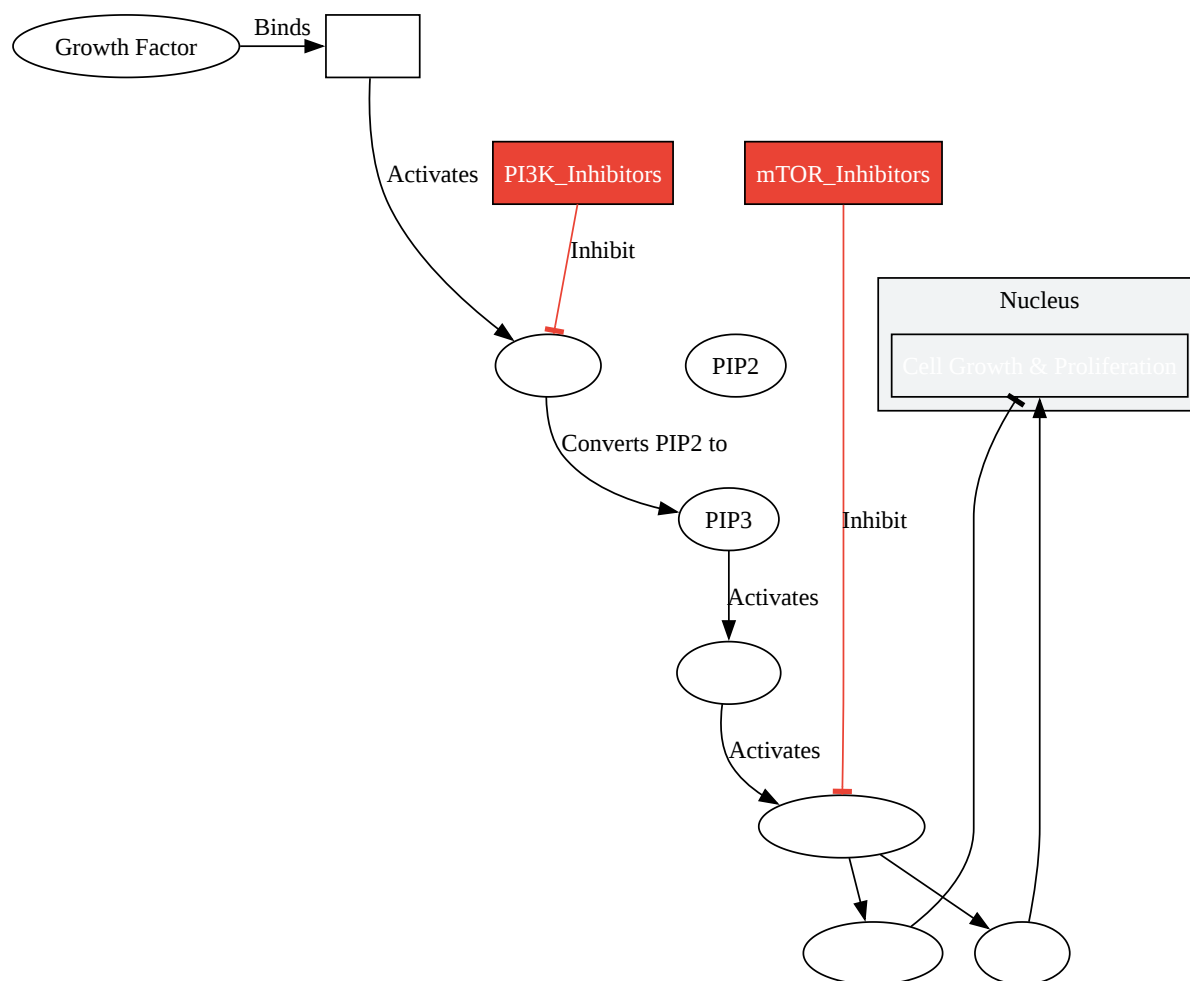 Growth Factor
Binds
Activates
PI3K_Inhibitors
mTOR_Inhibitors
Inhibit
Nucleus
PIP2
Cell Growth & Proliferation
Converts PIP2 to
PIP3
Inhibit
Activates
Activates